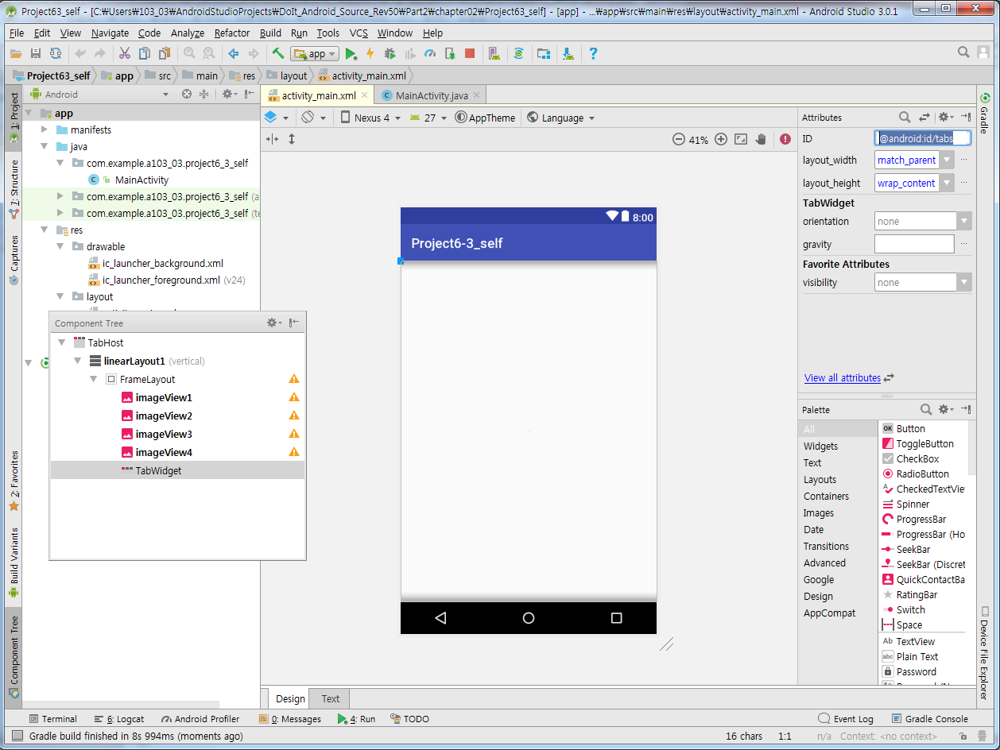 Project63_self - [C:\Users\103_03\AndroidStudioProjects\DoIt_Android_Source_Rev50\Part2\chapter02\Project63_self] - [app] - ...\app\src\main\res\layout\activity_main.xml - Android Studio 3.0.1
File Edit View Navigate Code Analyze Refactor Build Run Tools VCS Window Help
app
Project63_self app src main res layout activity_main.xml
Android
activity_main.xml MainActivity.java
1: Project
7: Structure
Captures
2: Favorites
Build Variants
Component Tree
app
manifests
java
com.example.a103_03.project6_3_self
MainActivity
com.example.a103_03.project6_3_self (a
com.example.a103_03.project6_3_self (te
res
drawable
ic_launcher_background.xml
ic_launcher_foreground.xml (v24)
layout
Component Tree
TabHost
linearLayout1 (vertical)
FrameLayout
imageView1
imageView2
imageView3
imageView4
TabWidget
Nexus 4 27 AppTheme Language
41%
8:00
Project6-3_self
Design Text
Attributes
ID @android:id/tabs
layout_width match_parent ...
layout_height wrap_content ...
TabWidget
orientation none
gravity ...
Favorite Attributes
visibility none
View all attributes
Palette
All
Widgets
Text
Layouts
Containers
Images
Date
Transitions
Advanced
Google
Design
AppCompat
OK Button
ToggleButton
CheckBox
RadioButton
CheckedTextVie
Spinner
ProgressBar
ProgressBar (Ho
SeekBar
SeekBar (Discret
QuickContactBa
RatingBar
Switch
Space
Ab TextView
abc Plain Text
Password
Gradle
Device File Explorer
Terminal 6: Logcat Android Profiler 0: Messages 4: Run TODO Event Log Gradle Console
Gradle build finished in 8s 994ms (moments ago) 16 chars 1:1 n/a Context: <no context>